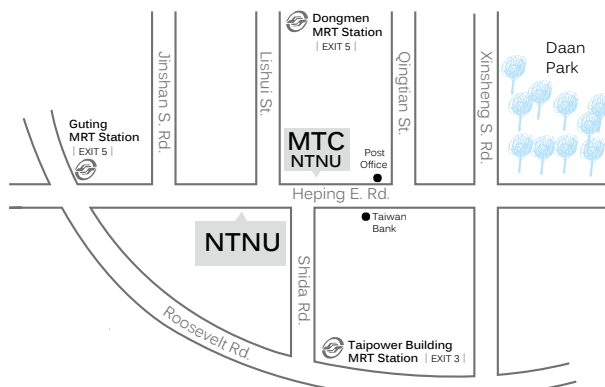 Dongmen
MRT Station
| EXIT 5 |
Daan
Park
Jinshan S. Rd.
Lishui St.
Qingtian St.
Xinsheng S. Rd.
Guting
MRT Station
| EXIT 5 |
MTC
NTNU
Post
Office
Heping E. Rd.
Taiwan
Bank
NTNU
Shida Rd.
Roosevelt Rd.
Taipower Building
MRT Station | EXIT 3 |